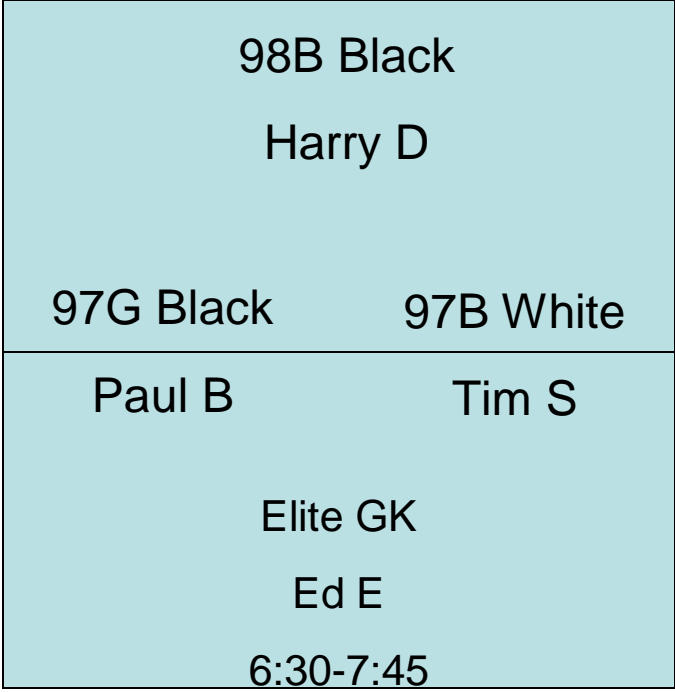 98B Black
Harry D
97G Black 97B White
Paul B Tim S
Elite GK
Ed E
6:30-7:45